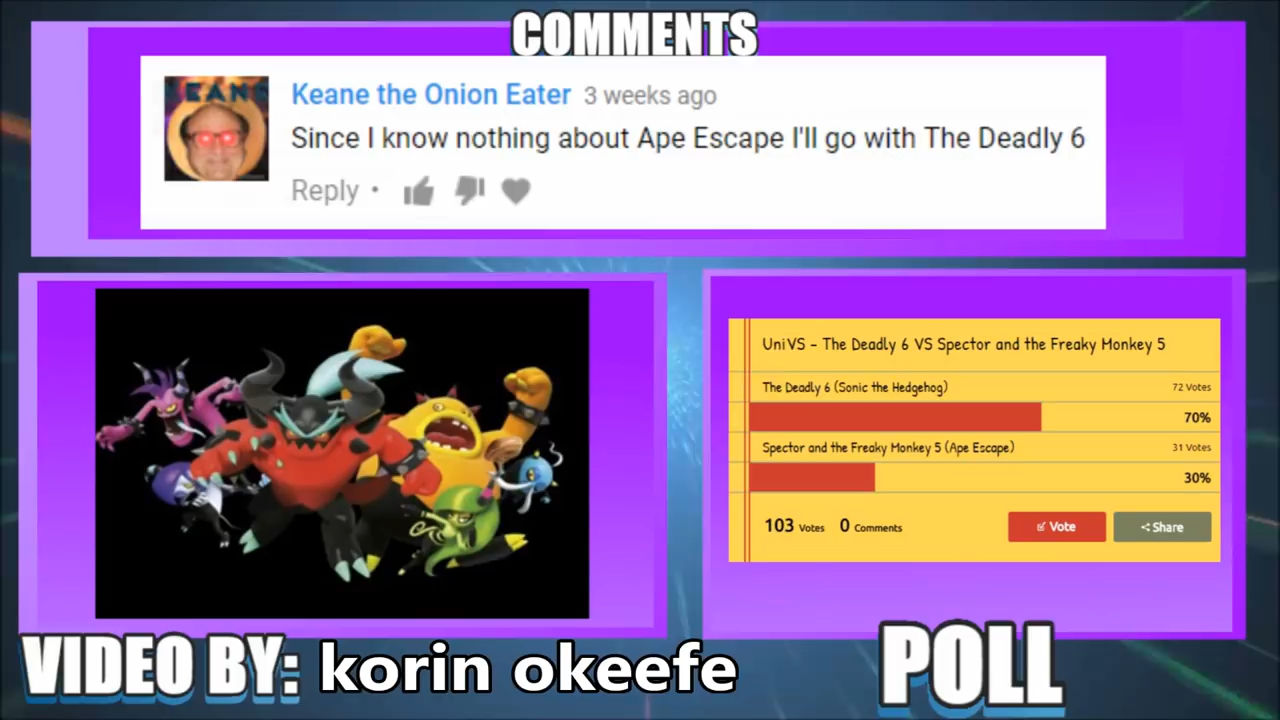 COMMENTS
KEANE
Keane the Onion Eater 3 weeks ago
Since I know nothing about Ape Escape I'll go with The Deadly 6
Reply •
UniVS - The Deadly 6 VS Spector and the Freaky Monkey 5
The Deadly 6 (Sonic the Hedgehog) 72 Votes
70%
Spector and the Freaky Monkey 5 (Ape Escape) 31 Votes
30%
103 Votes 0 Comments Vote Share
VIDEO BY: korin okeefe
POLL